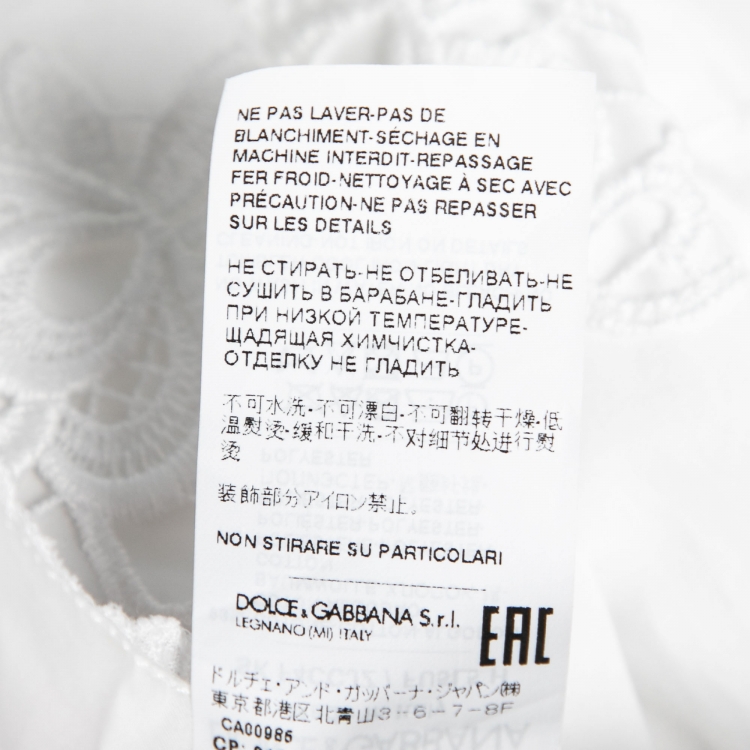 NE PAS LAVER-PAS DE
BLANCHIMENT-SÉCHAGE EN
MACHINE INTERDIT-REPASSAGE
FER FROID-NETTOYAGE À SEC AVEC
PRÉCAUTION-NE PAS REPASSER
SUR LES DETAILS
НЕ СТИРАТЬ-НЕ ОТБЕЛИВАТЬ-НЕ
СУШИТЬ В БАРАБАНЕ-ГЛАДИТЬ
ПРИ НИЗКОЙ ТЕМПЕРАТУРЕ-
ЩАДЯЩАЯ ХИМЧИСТКА-
ОТДЕЛКУ НЕ ГЛАДИТЬ
不可水洗-不可漂白-不可翻转干燥-低
温熨烫-缓和干洗-不对细节处进行熨
烫
装飾部分アイロン禁止。
NON STIRARE SU PARTICOLARI
DOLCE & GABBANA S.r.l.
LEGNANO (MI) ITALY
EAC
ドルチェ・アンド・ガッバーナ・ジャパン㈱
東京都港区北青山3-6-7-8F
CA00986
CP: